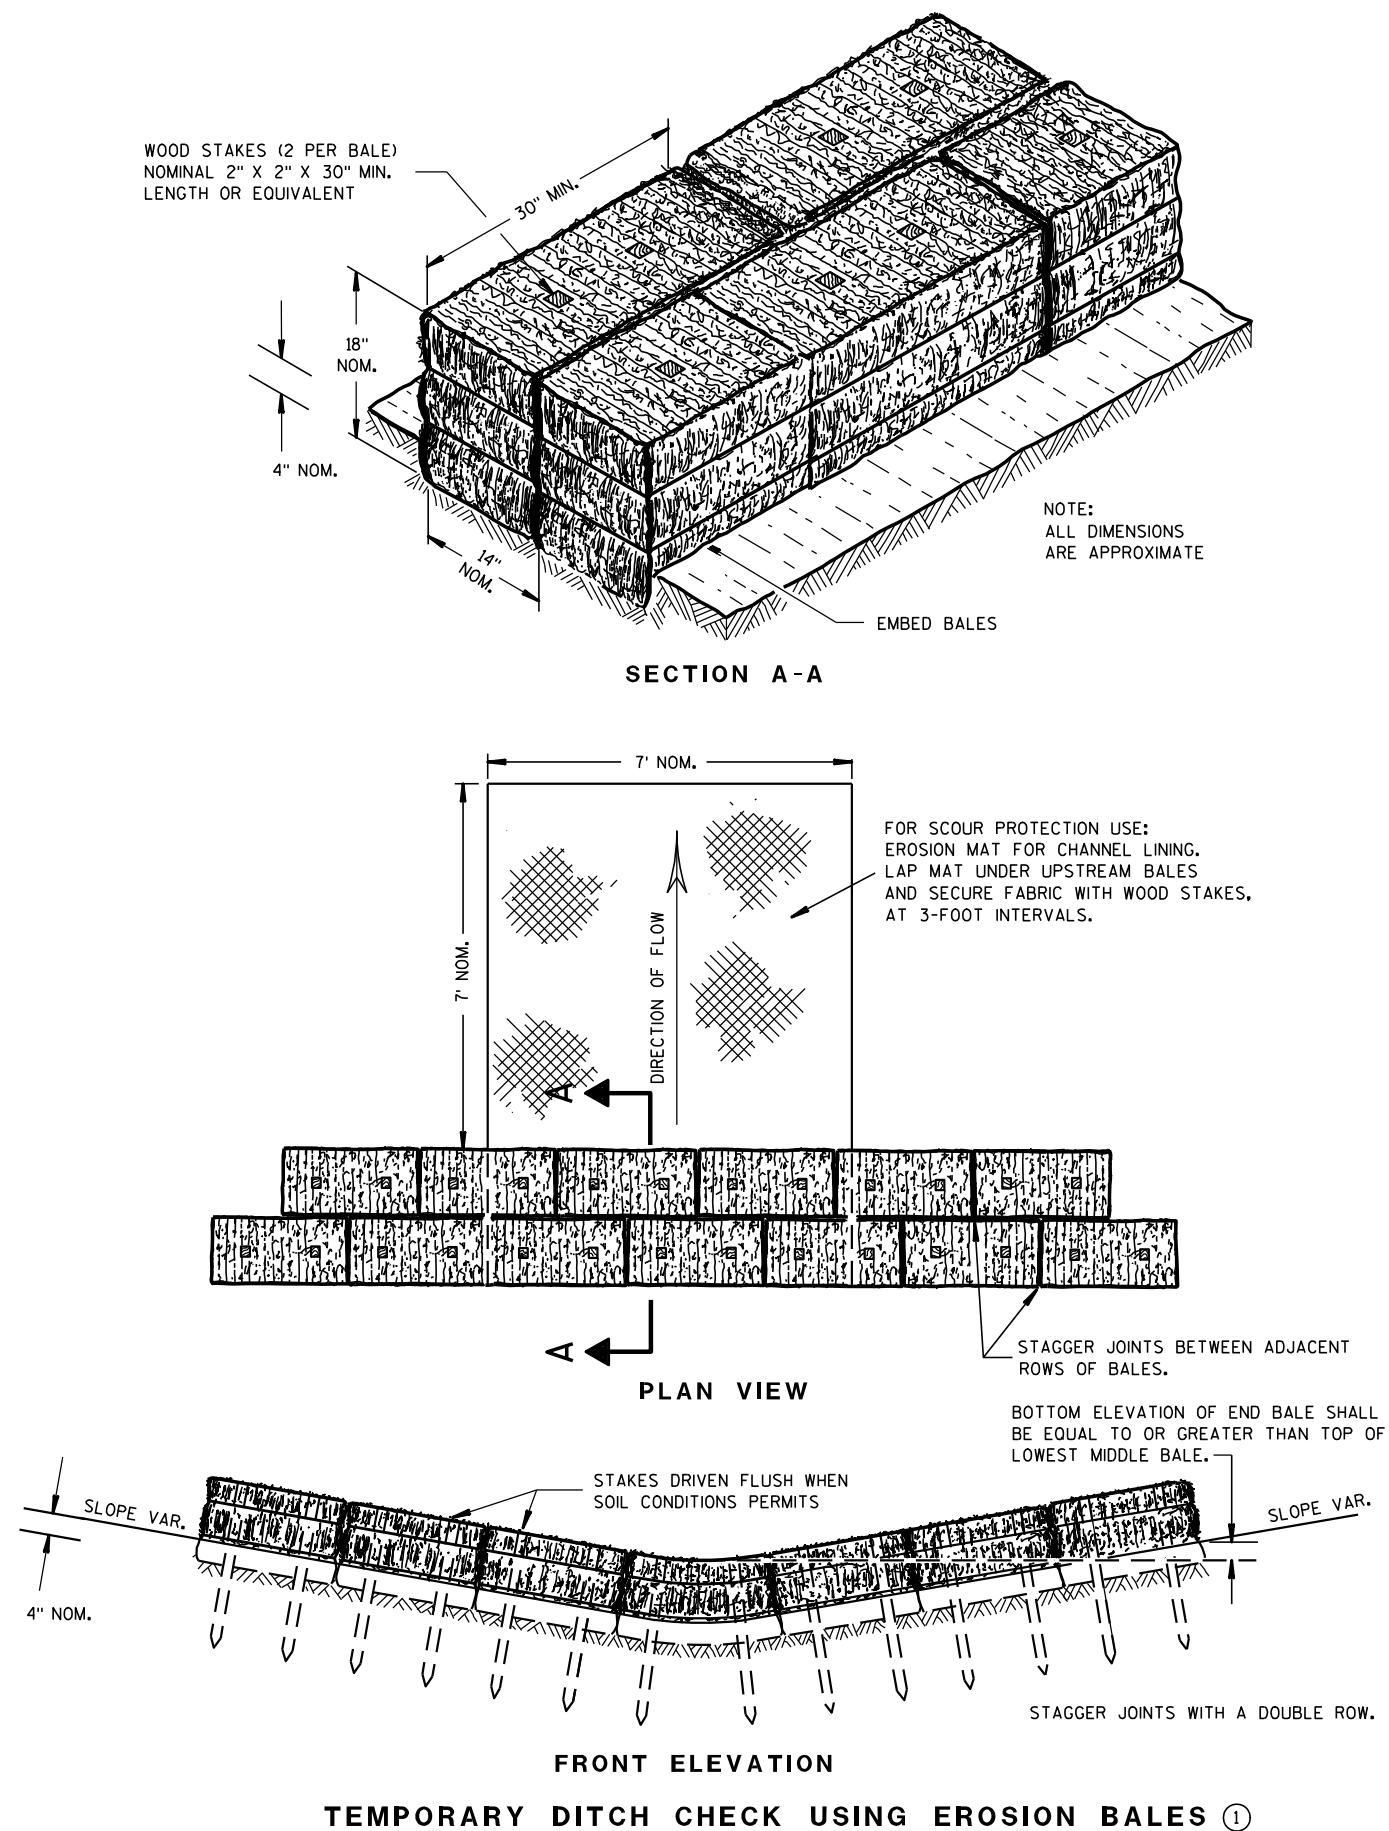 WOOD STAKES (2 PER BALE)
NOMINAL 2" X 2" X 30" MIN.
LENGTH OR EQUIVALENT
30" MIN.
18"
NOM.
4" NOM.
14"
NOM.
NOTE:
ALL DIMENSIONS
ARE APPROXIMATE
EMBED BALES
SECTION A-A
7' NOM.
7' NOM.
DIRECTION OF FLOW
FOR SCOUR PROTECTION USE:
EROSION MAT FOR CHANNEL LINING.
LAP MAT UNDER UPSTREAM BALES
AND SECURE FABRIC WITH WOOD STAKES,
AT 3-FOOT INTERVALS.
A
A
STAGGER JOINTS BETWEEN ADJACENT
ROWS OF BALES.
PLAN VIEW
BOTTOM ELEVATION OF END BALE SHALL
BE EQUAL TO OR GREATER THAN TOP OF
LOWEST MIDDLE BALE.
STAKES DRIVEN FLUSH WHEN
SOIL CONDITIONS PERMITS
SLOPE VAR.
SLOPE VAR.
4" NOM.
STAGGER JOINTS WITH A DOUBLE ROW.
FRONT ELEVATION
TEMPORARY DITCH CHECK USING EROSION BALES ①